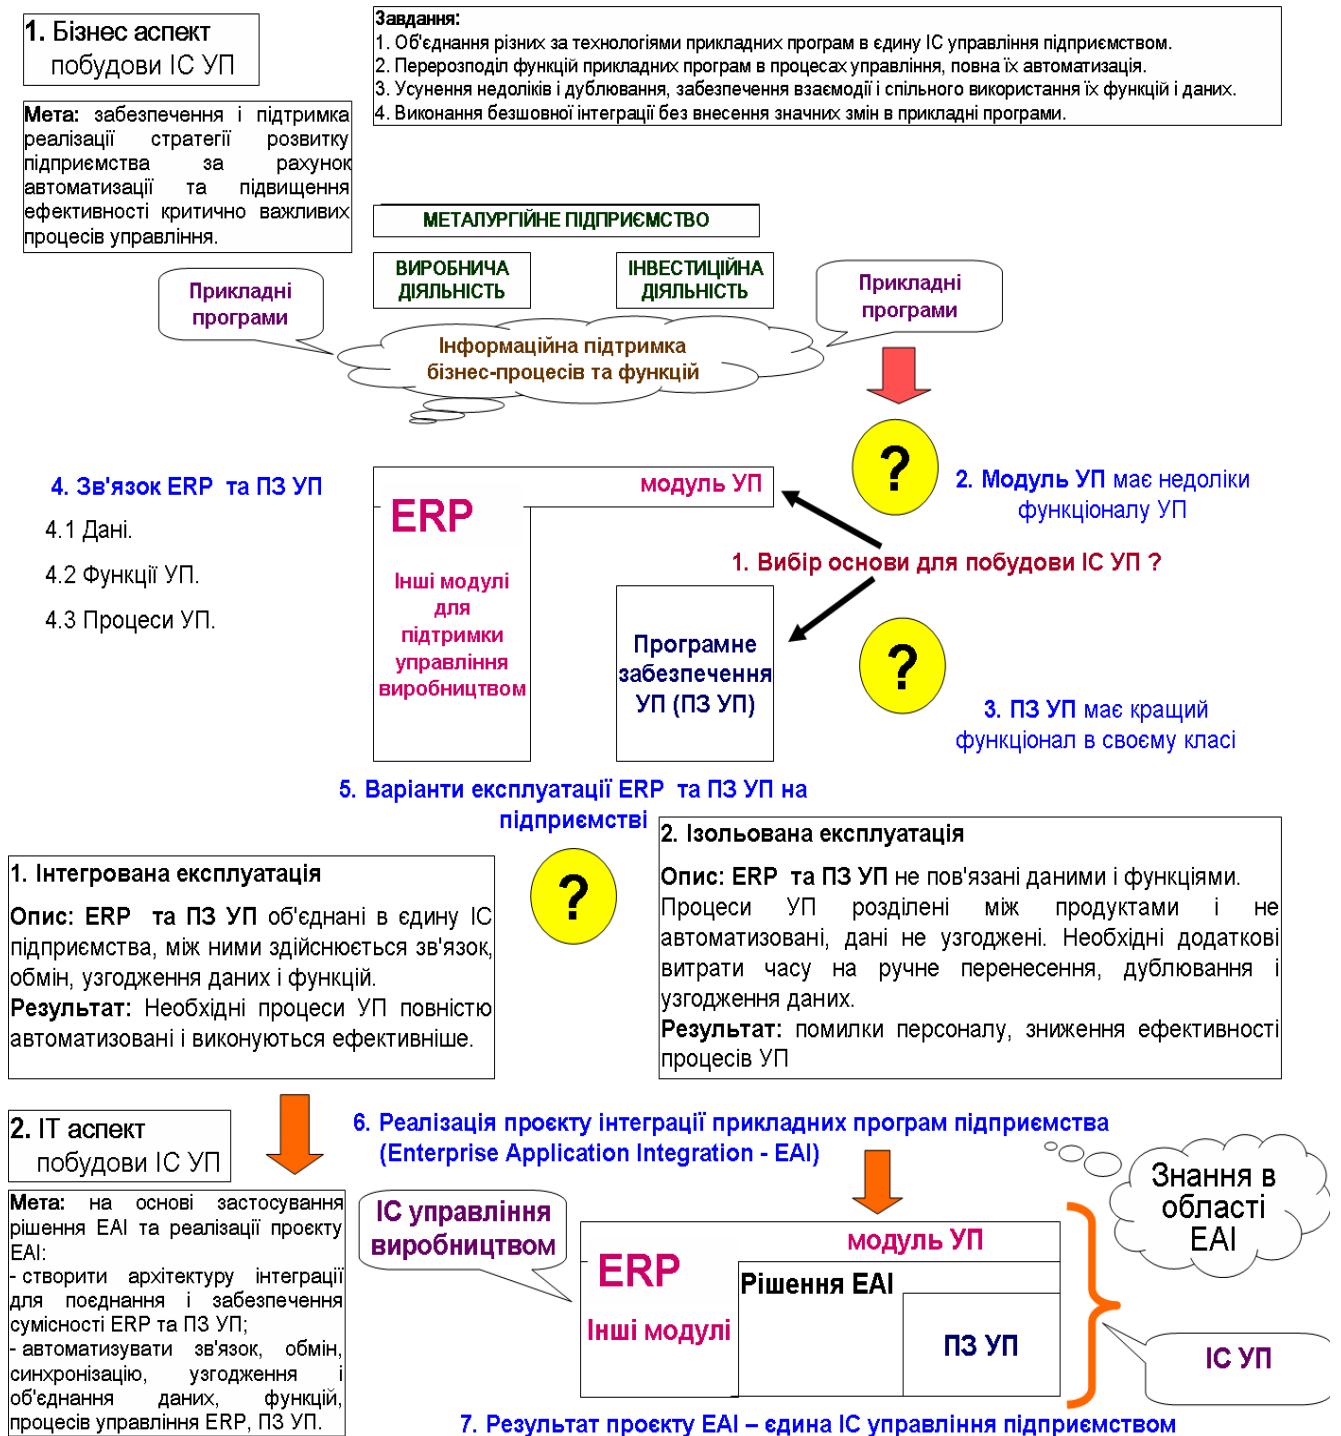 1. Бізнес аспект
побудови ІС УП
Завдання:
1. Об'єднання різних за технологіями прикладних програм в єдину ІС управління підприємством.
2. Перерозподіл функцій прикладних програм в процесах управління, повна їх автоматизація.
3. Усунення недоліків і дублювання, забезпечення взаємодії і спільного використання їх функцій і даних.
4. Виконання безшовної інтеграції без внесення значних змін в прикладні програми.
Мета: забезпечення і підтримка
реалізації стратегії розвитку
підприємства за рахунок
автоматизації та підвищення
ефективності критично важливих
процесів управління.
МЕТАЛУРГІЙНЕ ПІДПРИЄМСТВО
ВИРОБНИЧА
ДІЯЛЬНІСТЬ
ІНВЕСТИЦІЙНА
ДІЯЛЬНІСТЬ
Прикладні
програми
Прикладні
програми
Інформаційна підтримка
бізнес-процесів та функцій
?
4. Зв'язок ERP та ПЗ УП
4.1 Дані.
4.2 Функції УП.
4.3 Процеси УП.
модуль УП
ERP
Інші модулі
для
підтримки
управління
виробництвом
2. Модуль УП має недоліки
функціоналу УП
1. Вибір основи для побудови ІС УП ?
Програмне
забезпечення
УП (ПЗ УП)
?
3. ПЗ УП має кращий
функціонал в своєму класі
5. Варіанти експлуатації ERP та ПЗ УП на
підприємстві
1. Інтегрована експлуатація
Опис: ERP та ПЗ УП об'єднані в єдину ІС
підприємства, між ними здійснюється зв'язок,
обмін, узгодження даних і функцій.
Результат: Необхідні процеси УП повністю
автоматизовані і виконуються ефективніше.
?
2. Ізольована експлуатація
Опис: ERP та ПЗ УП не пов'язані даними і функціями.
Процеси УП розділені між продуктами і не
автоматизовані, дані не узгоджені. Необхідні додаткові
витрати часу на ручне перенесення, дублювання і
узгодження даних.
Результат: помилки персоналу, зниження ефективності
процесів УП
2. ІТ аспект
побудови ІС УП
6. Реалізація проєкту інтеграції прикладних програм підприємства
(Enterprise Application Integration - EAI)
Мета: на основі застосування
рішення EAI та реалізації проєкту
EAI:
- створити архітектуру інтеграції
для поєднання і забезпечення
сумісності ERP та ПЗ УП;
- автоматизувати зв'язок, обмін,
синхронізацію, узгодження і
об'єднання даних, функцій,
процесів управління ERP, ПЗ УП.
ІС управління
виробництвом
модуль УП
ERP
Інші модулі
Рішення EAI
ПЗ УП
Знання в
області
EAI
ІС УП
7. Результат проєкту EAI – єдина ІС управління підприємством